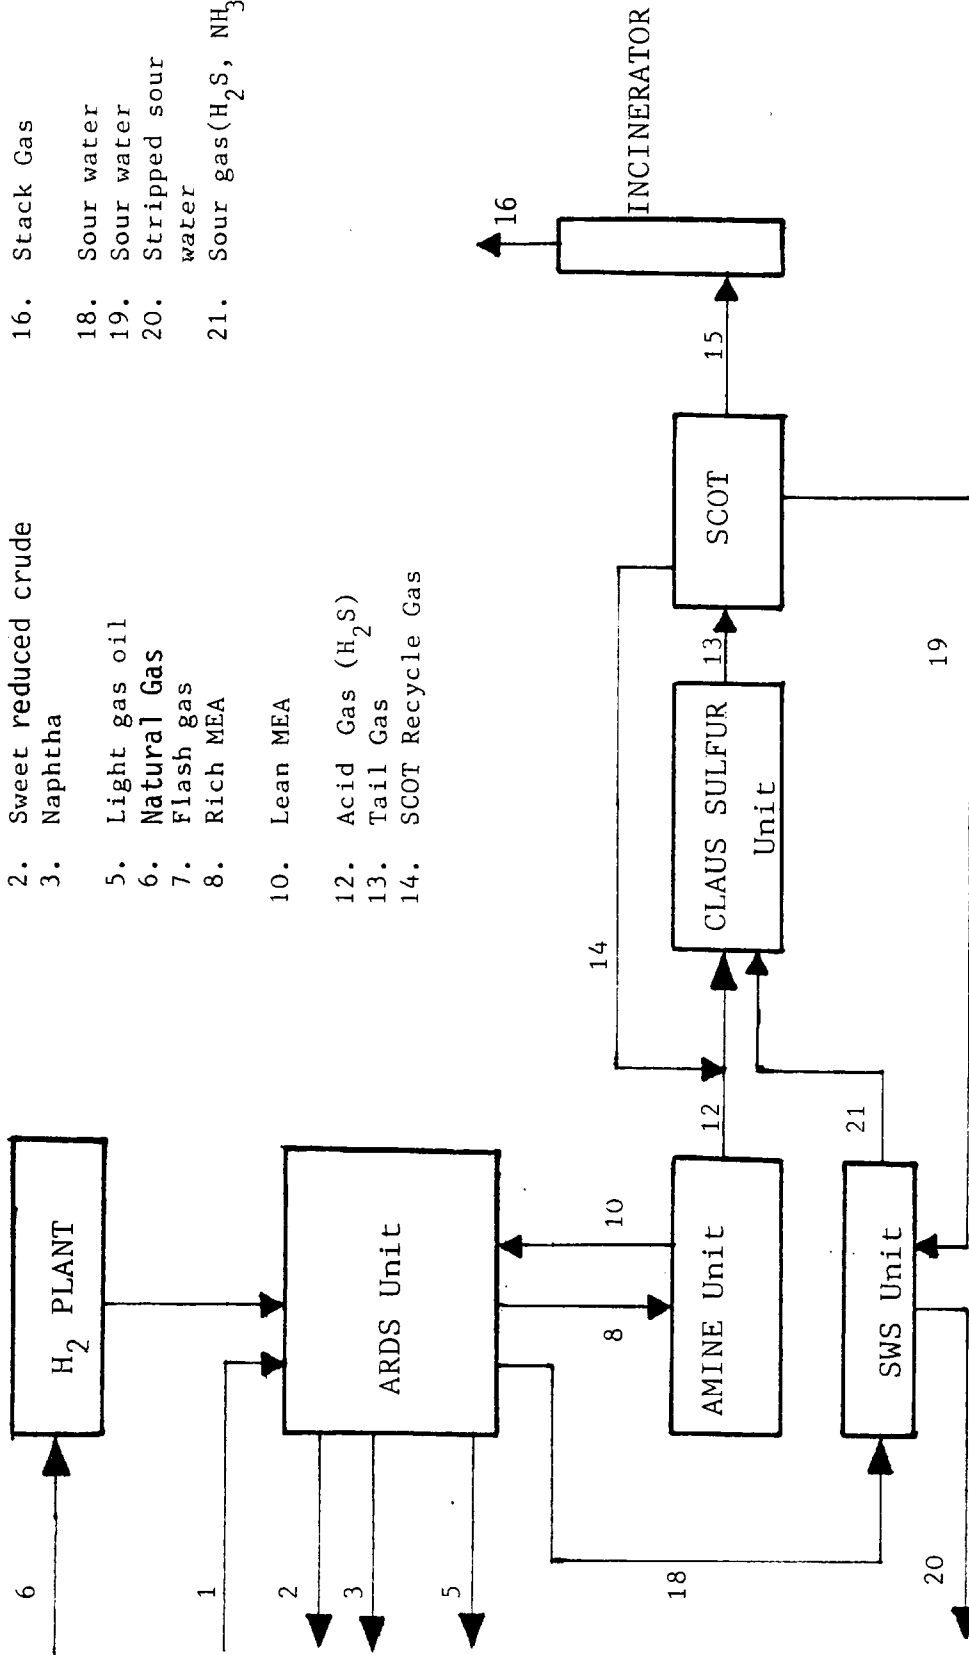 2. Sweet reduced crude
3. Naphtha
5. Light gas oil
6. Natural Gas
7. Flash gas
8. Rich MEA
10. Lean MEA
12. Acid Gas (H2S)
13. Tail Gas
14. SCOT Recycle Gas
16. Stack Gas
18. Sour water
19. Sour water
20. Stripped sour
water
21. Sour gas(H2S, NH3
6
H2 PLANT
1
2
3
5
ARDS Unit
18
8
10
AMINE Unit
12
14
CLAUS SULFUR
Unit
13
SCOT
15
16
INCINERATOR
SWS Unit
21
19
20